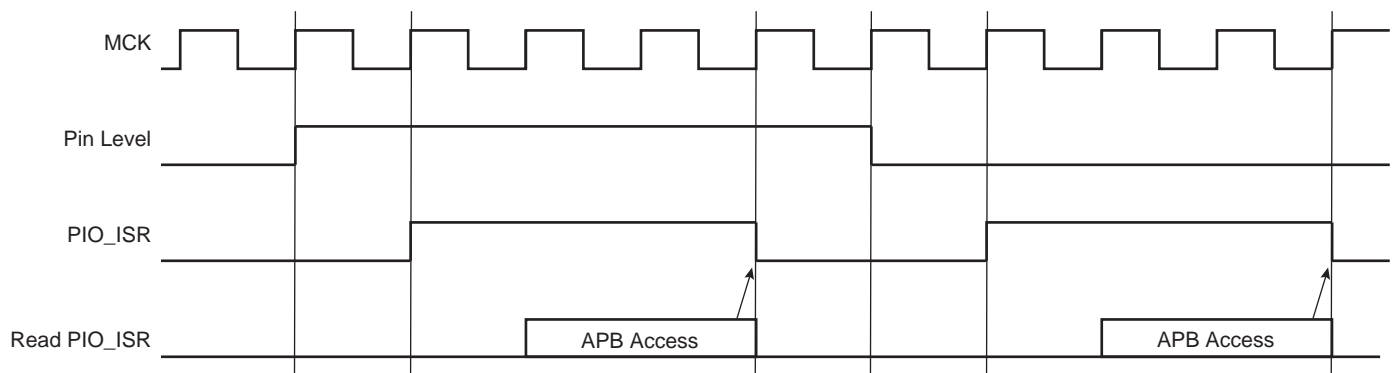 MCK
Pin Level
PIO_ISR
Read PIO_ISR
APB Access
APB Access